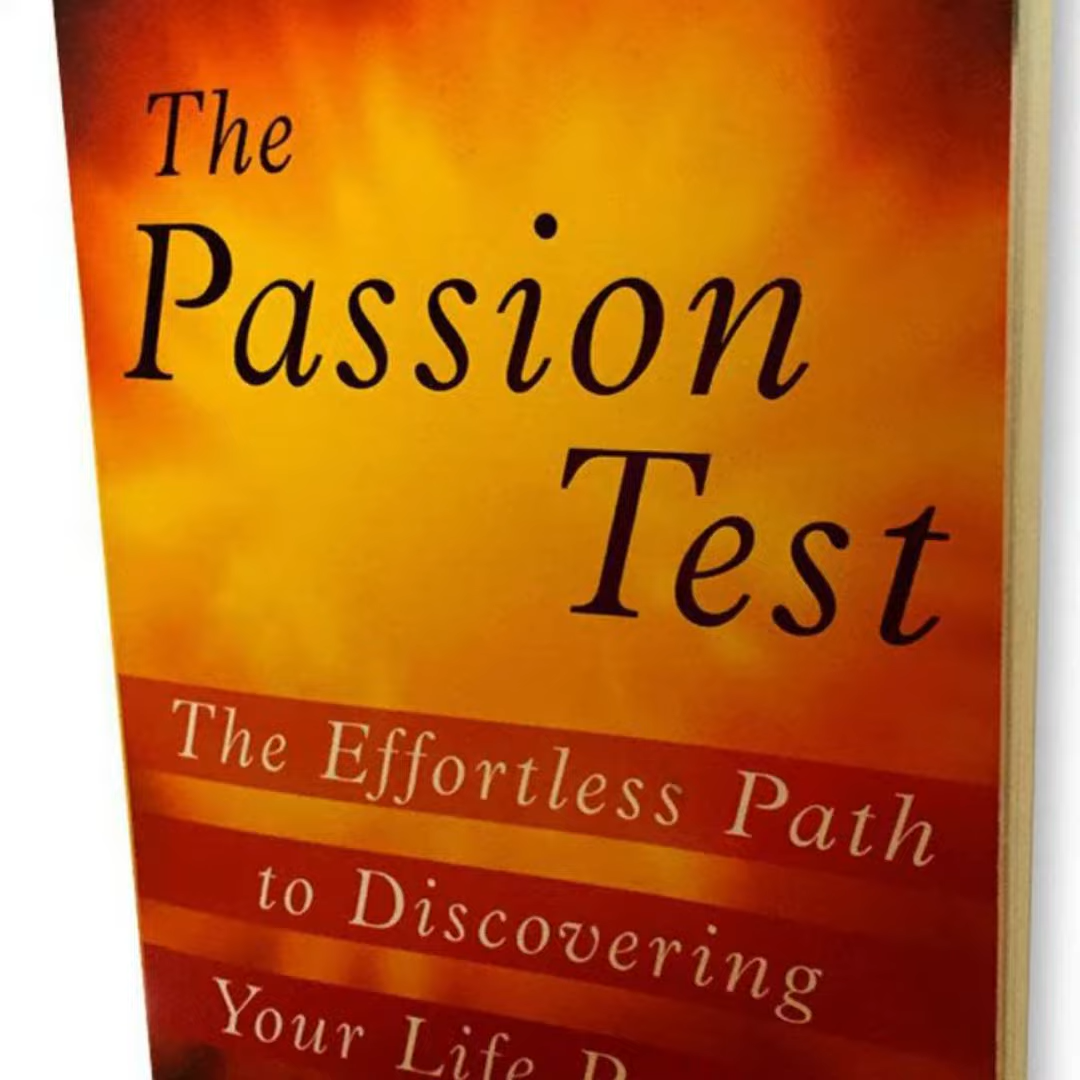 The
Passion
Test
The Effortless Path
to Discovering
Your Life